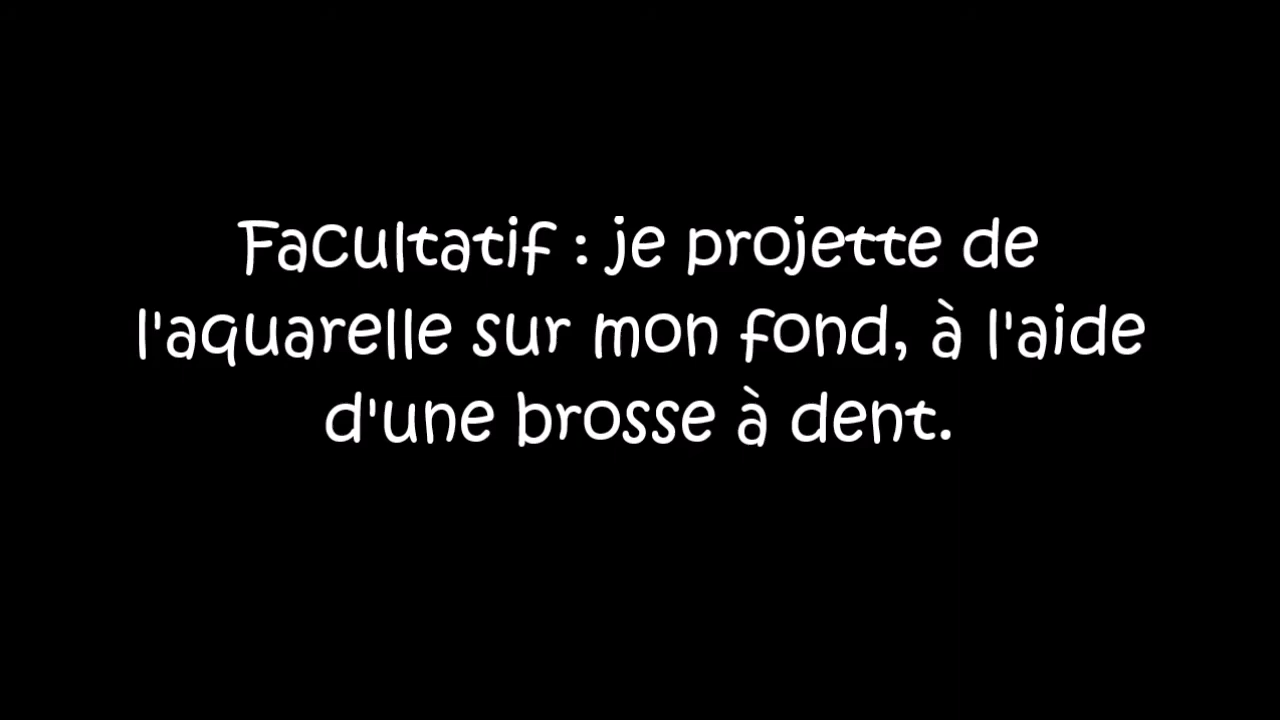 Facultatif : je projette de
l'aquarelle sur mon fond, à l'aide
d'une brosse à dent.